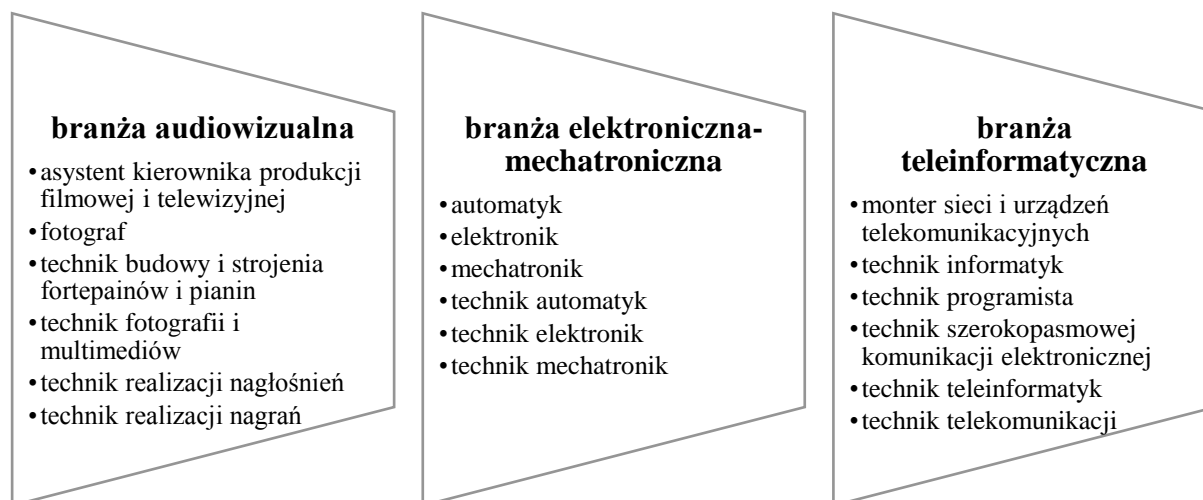 branża audiowizualna
•asystent kierownika produkcji
filmowej i telewizyjnej
•fotograf
•technik budowy i strojenia
fortepainów i pianin
•technik fotografii i
multimediów
•technik realizacji nagłośnień
•technik realizacji nagrań
branża elektroniczna-
mechatroniczna
•automatyk
•elektronik
•mechatronik
•technik automatyk
•technik elektronik
•technik mechatronik
branża
teleinformatyczna
•monter sieci i urządzeń
telekomunikacyjnych
•technik informatyk
•technik programista
•technik szerokopasmowej
komunikacji elektronicznej
•technik teleinformatyk
•technik telekomunikacji